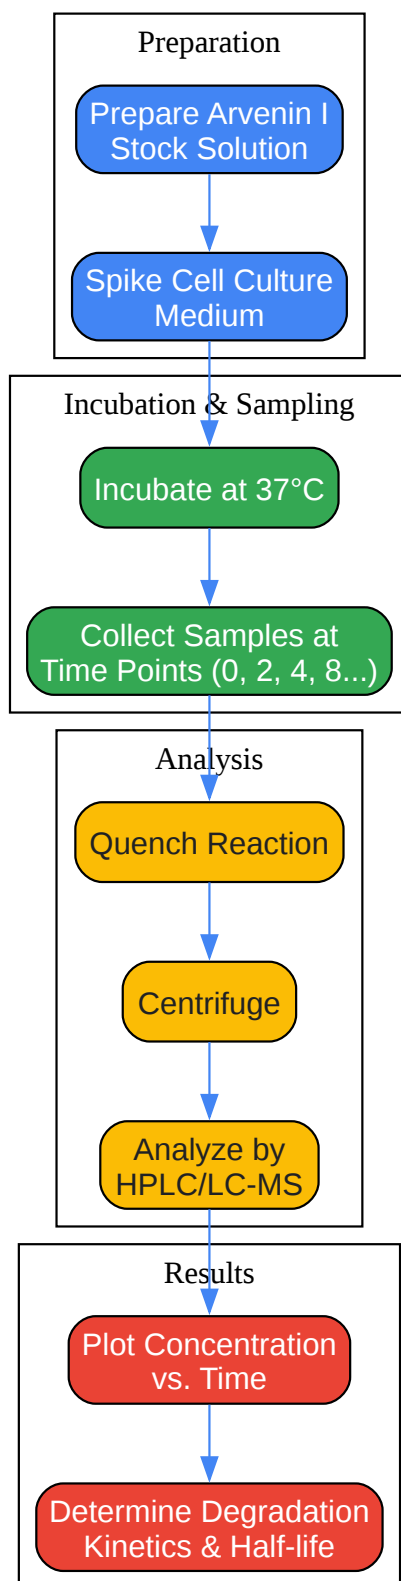 Preparation
Prepare Arvenin I
Stock Solution
Spike Cell Culture
Medium
Incubation & Sampling
Incubate at 37°C
Collect Samples at
Time Points (0, 2, 4, 8...)
Analysis
Quench Reaction
Centrifuge
Analyze by
HPLC/LC-MS
Results
Plot Concentration
vs. Time
Determine Degradation
Kinetics & Half-life